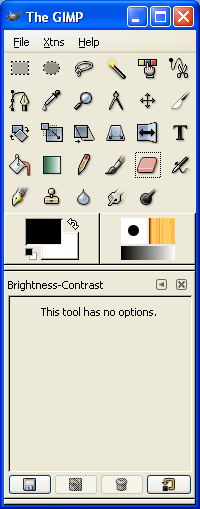 The GIMP
File Xtns Help
Brightness-Contrast
This tool has no options.